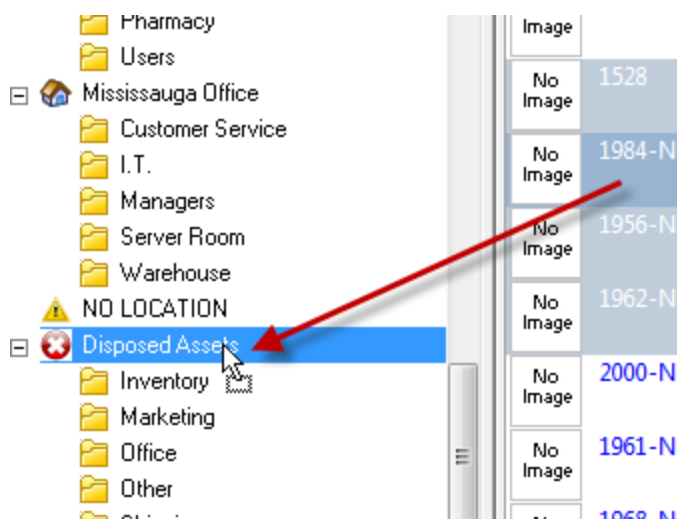 Pharmacy
Users
Mississauga Office
Customer Service
I.T.
Managers
Server Room
Warehouse
NO LOCATION
Disposed Assets
Inventory
Marketing
Office
Other
Image
No
Image
1528
No
Image
1984-N
No
Image
1956-N
No
Image
1962-N
No
Image
2000-N
No
Image
1961-N
1968-N